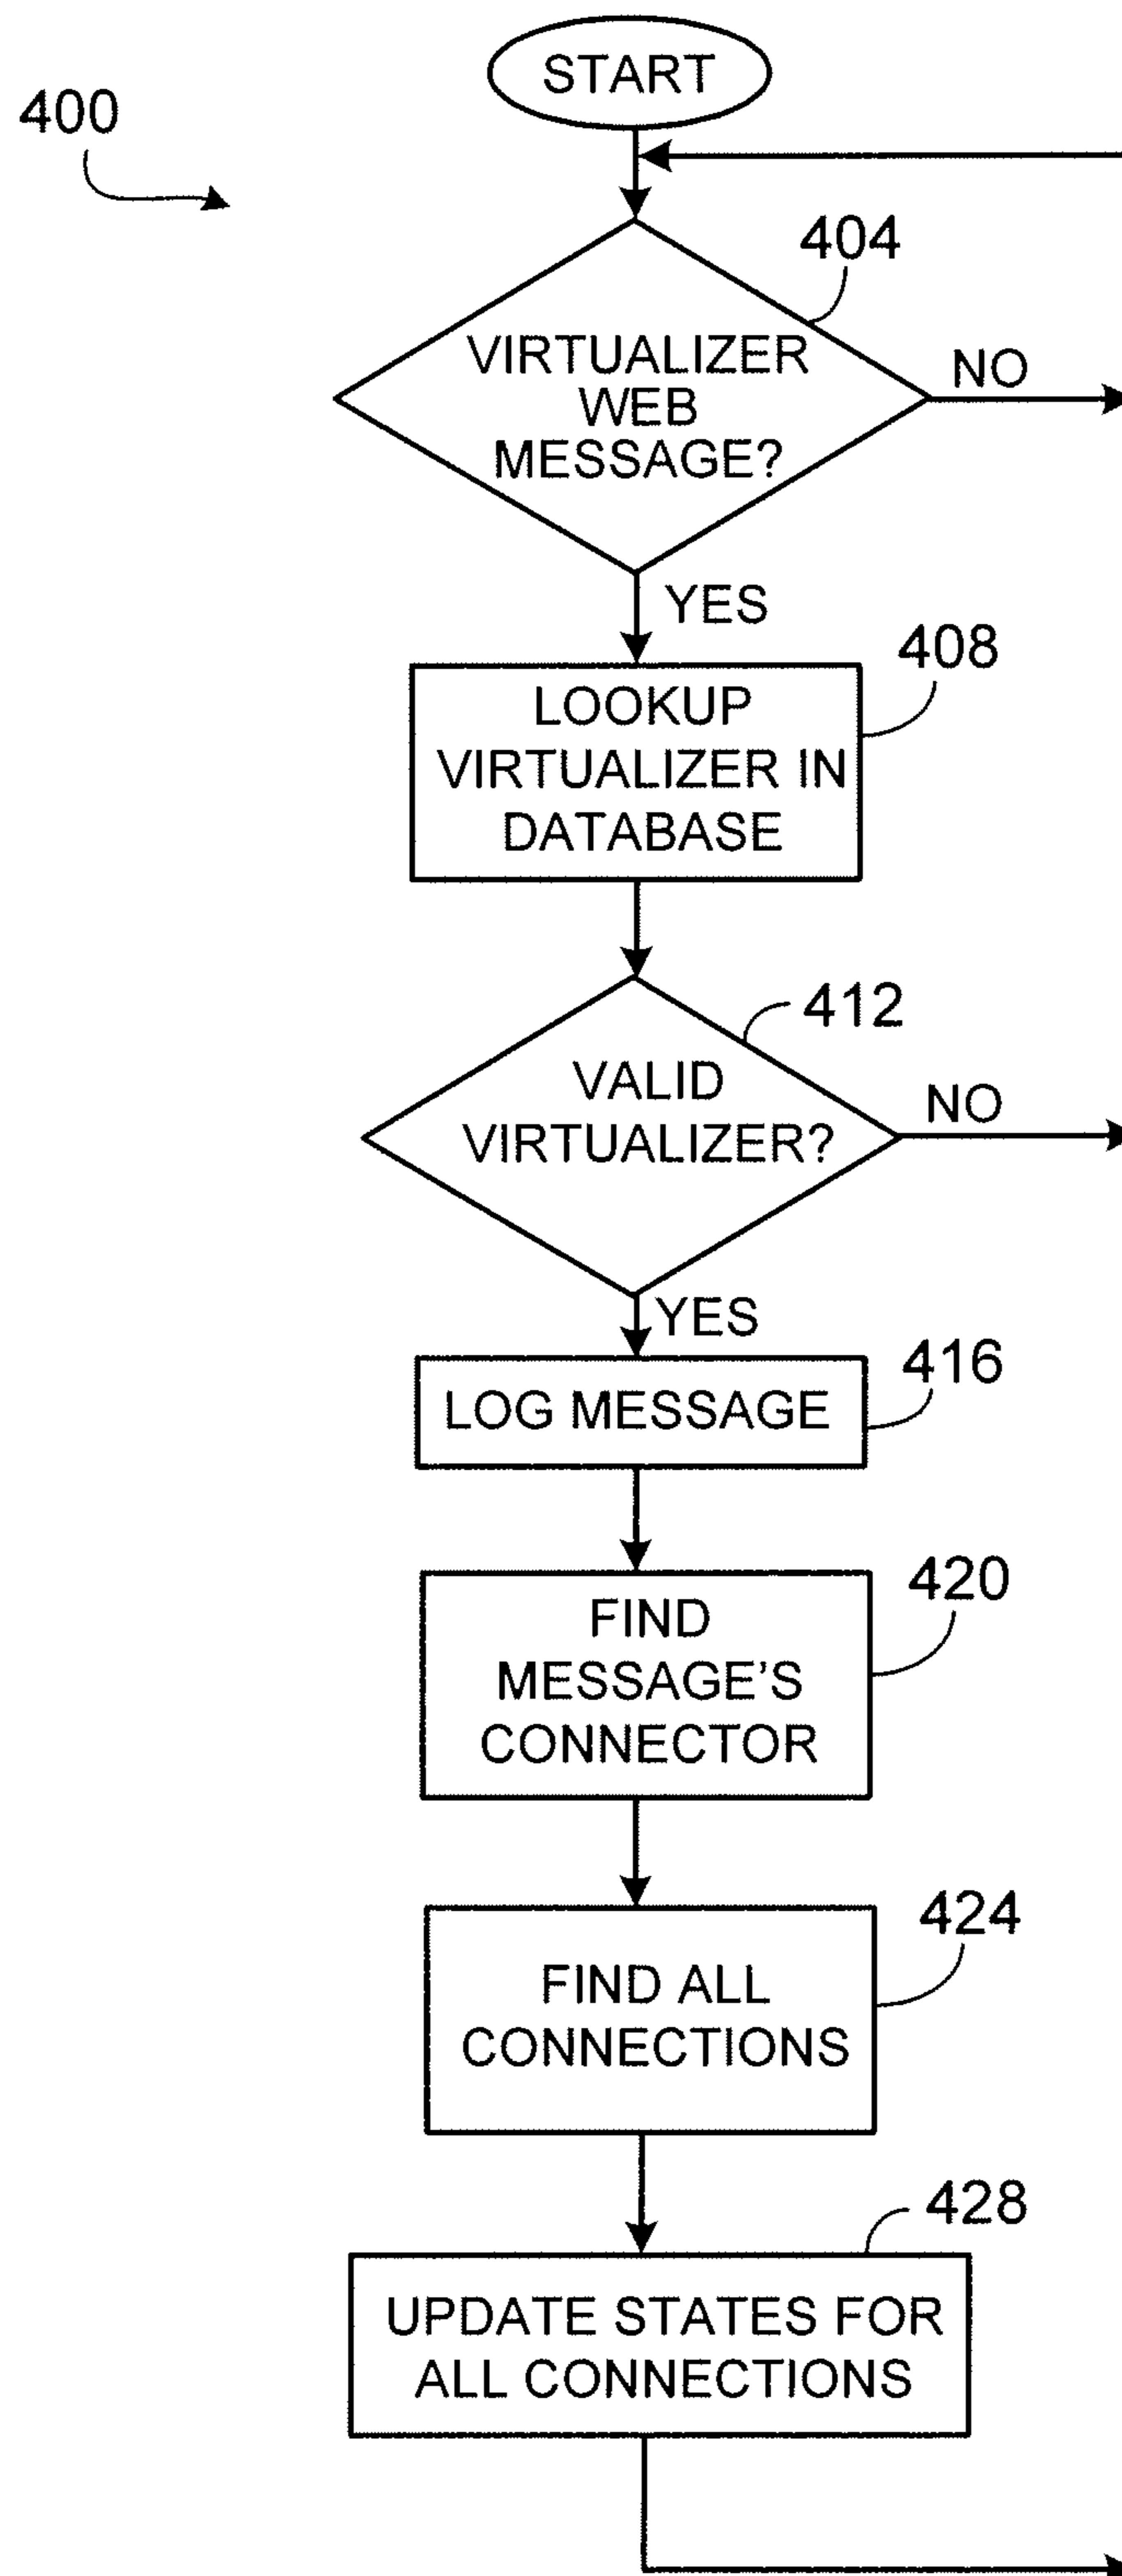 START
400
404
VIRTUALIZER
WEB
MESSAGE?
NO
YES
408
LOOKUP
VIRTUALIZER IN
DATABASE
412
VALID
VIRTUALIZER?
NO
YES
416
LOG MESSAGE
420
FIND
MESSAGE'S
CONNECTOR
424
FIND ALL
CONNECTIONS
428
UPDATE STATES FOR
ALL CONNECTIONS